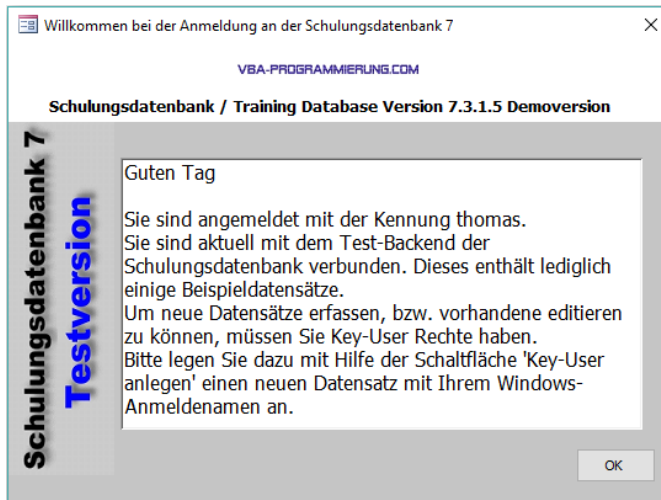 Willkommen bei der Anmeldung an der Schulungsdatenbank 7
VBA-PROGRAMMIERUNG.COM
Schulungsdatenbank / Training Database Version 7.3.1.5 Demoversion
Schulungsdatenbank 7
Testversion
Guten Tag
Sie sind angemeldet mit der Kennung thomas.
Sie sind aktuell mit dem Test-Backend der
Schulungsdatenbank verbunden. Dieses enthält lediglich
einige Beispieldatensätze.
Um neue Datensätze erfassen, bzw. vorhandene editieren
zu können, müssen Sie Key-User Rechte haben.
Bitte legen Sie dazu mit Hilfe der Schaltfläche 'Key-User
anlegen' einen neuen Datensatz mit Ihrem Windows-
Anmeldenamen an.
OK